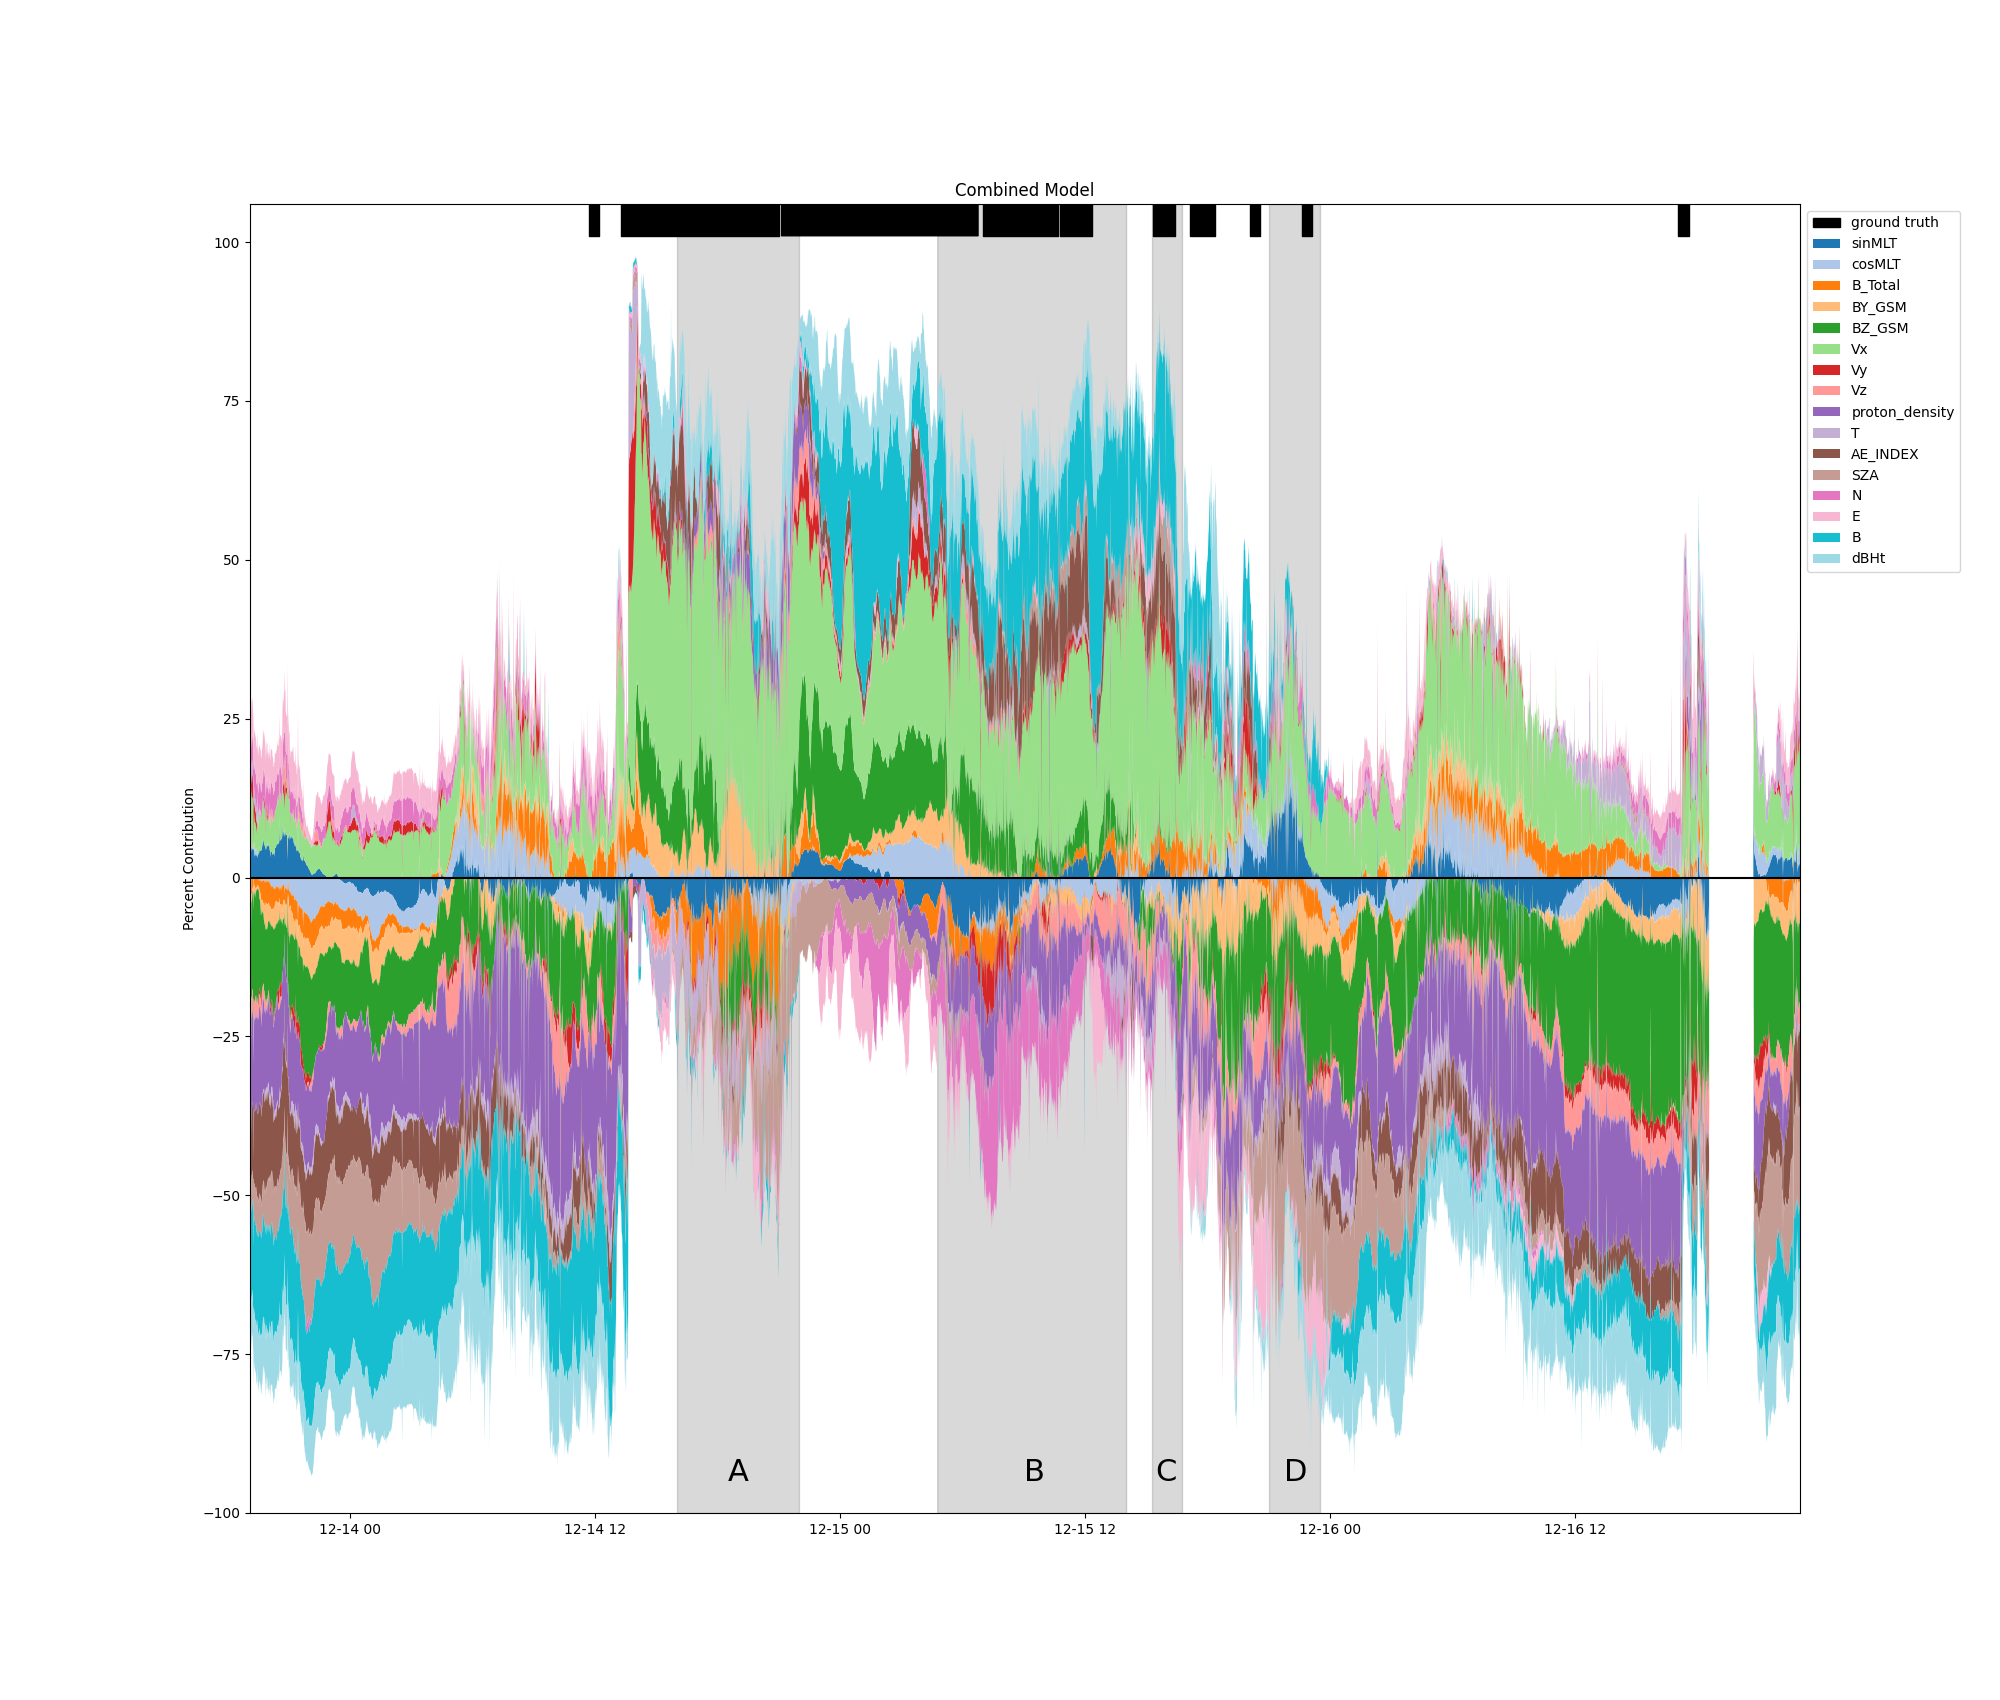 Combined Model
100
75
50
25
0
−25
−50
−75
−100
Percent Contribution
A
B
C
D
12-14 00
12-14 12
12-15 00
12-15 12
12-16 00
12-16 12
ground truth
sinMLT
cosMLT
B_Total
BY_GSM
BZ_GSM
Vx
Vy
Vz
proton_density
T
AE_INDEX
SZA
N
E
B
dBHt